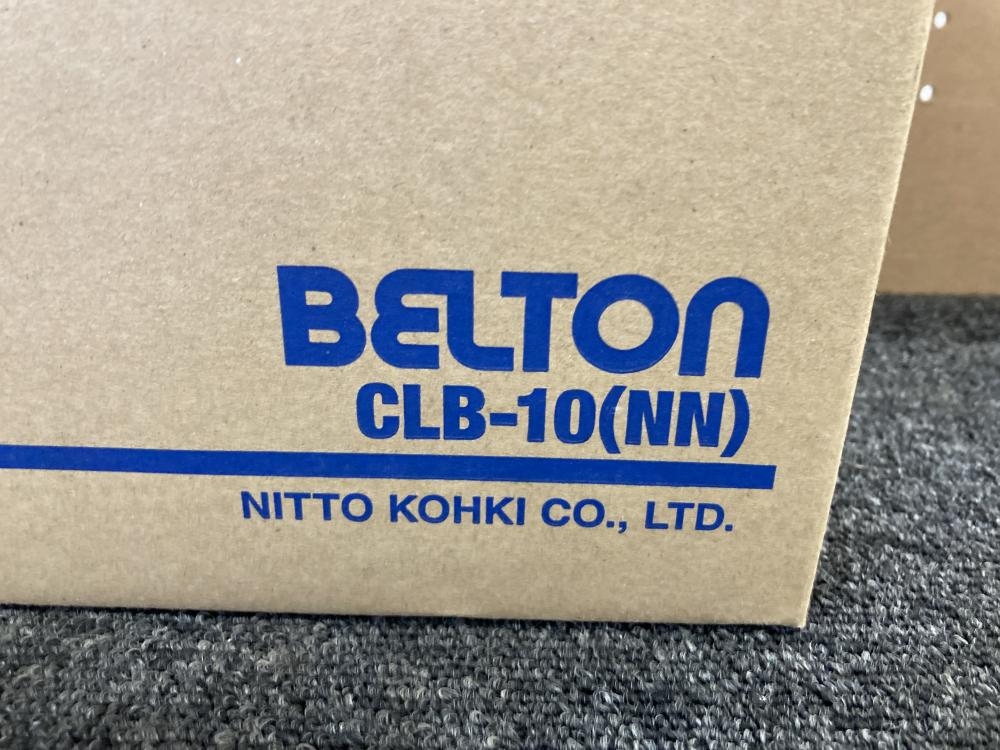 BELTON
CLB-10(NN)
NITTO KOHKI CO., LTD.